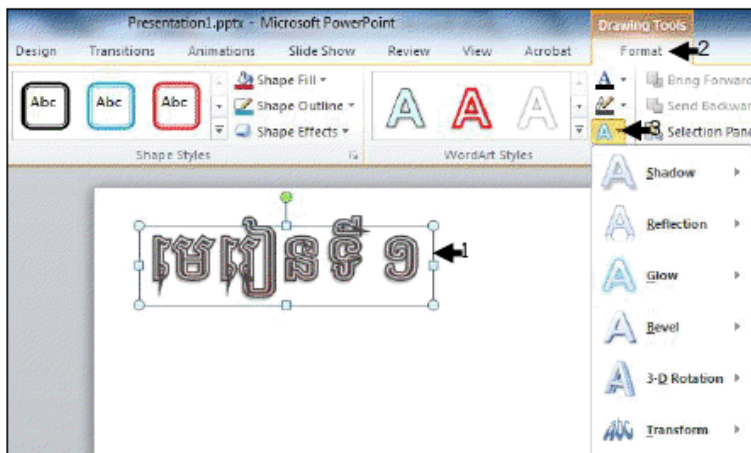 Presentation1.pptx - Microsoft PowerPoint
Drawing Tools
Design Transitions Animations Slide Show Review View Acrobat Format 2
Abc Abc Abc
Shape Fill
Shape Outline
Shape Effects
A A A
A
A 3
Bring Forward
Send Backwar
Selection Pane
Shape Styles
WordArt Styles
មេរៀនទី ១
1
Shadow
Reflection
Glow
Bevel
3-D Rotation
abc Transform